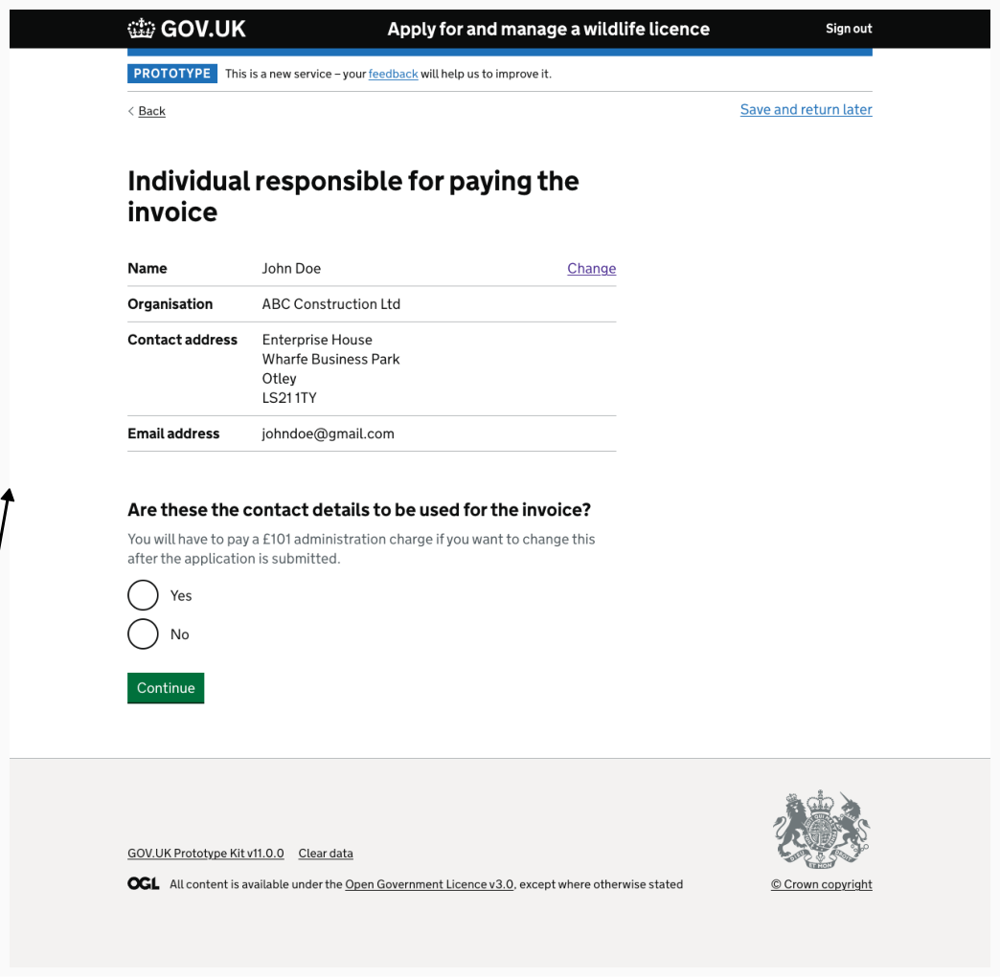 GOV.UK Apply for and manage a wildlife licence Sign out
PROTOTYPE This is a new service – your feedback will help us to improve it.
Back Save and return later
Individual responsible for paying the
invoice
Name John Doe Change
Organisation ABC Construction Ltd
Contact address Enterprise House
Wharfe Business Park
Otley
LS21 1TY
Email address johndoe@gmail.com
Are these the contact details to be used for the invoice?
You will have to pay a £101 administration charge if you want to change this
after the application is submitted.
Yes
No
Continue
GOV.UK Prototype Kit v11.0.0 Clear data
OGL All content is available under the Open Government Licence v3.0, except where otherwise stated
© Crown copyright